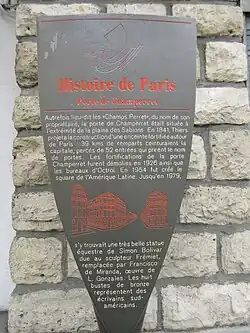 Histoire de Paris
Porte de Champerret
Autrefois lieudit les «Champs Perret», du nom de son
propriétaire, la porte de Champerret était située à
l'extrémité de la plaine des Sablons. En 1841, Thiers
projeta la construction d'une enceinte fortifiée autour
de Paris : 39 kms de remparts ceinturaient la
capitale, percés de 52 entrées qui prirent le nom
de portes. Les fortifications de la porte
Champerret furent démolies en 1926 ainsi que
les bureaux d'Octroi. En 1954 fut créé le
square de l'Amérique Latine. Jusqu'en 1979,
s'y trouvait une très belle statue
équestre de Simon Bolivar
due au sculpteur Frémiet,
remplacée par Francisco
de Miranda, œuvre de
L. Gonzales. Les huit
bustes de bronze
représentent des
écrivains sud-
américains.